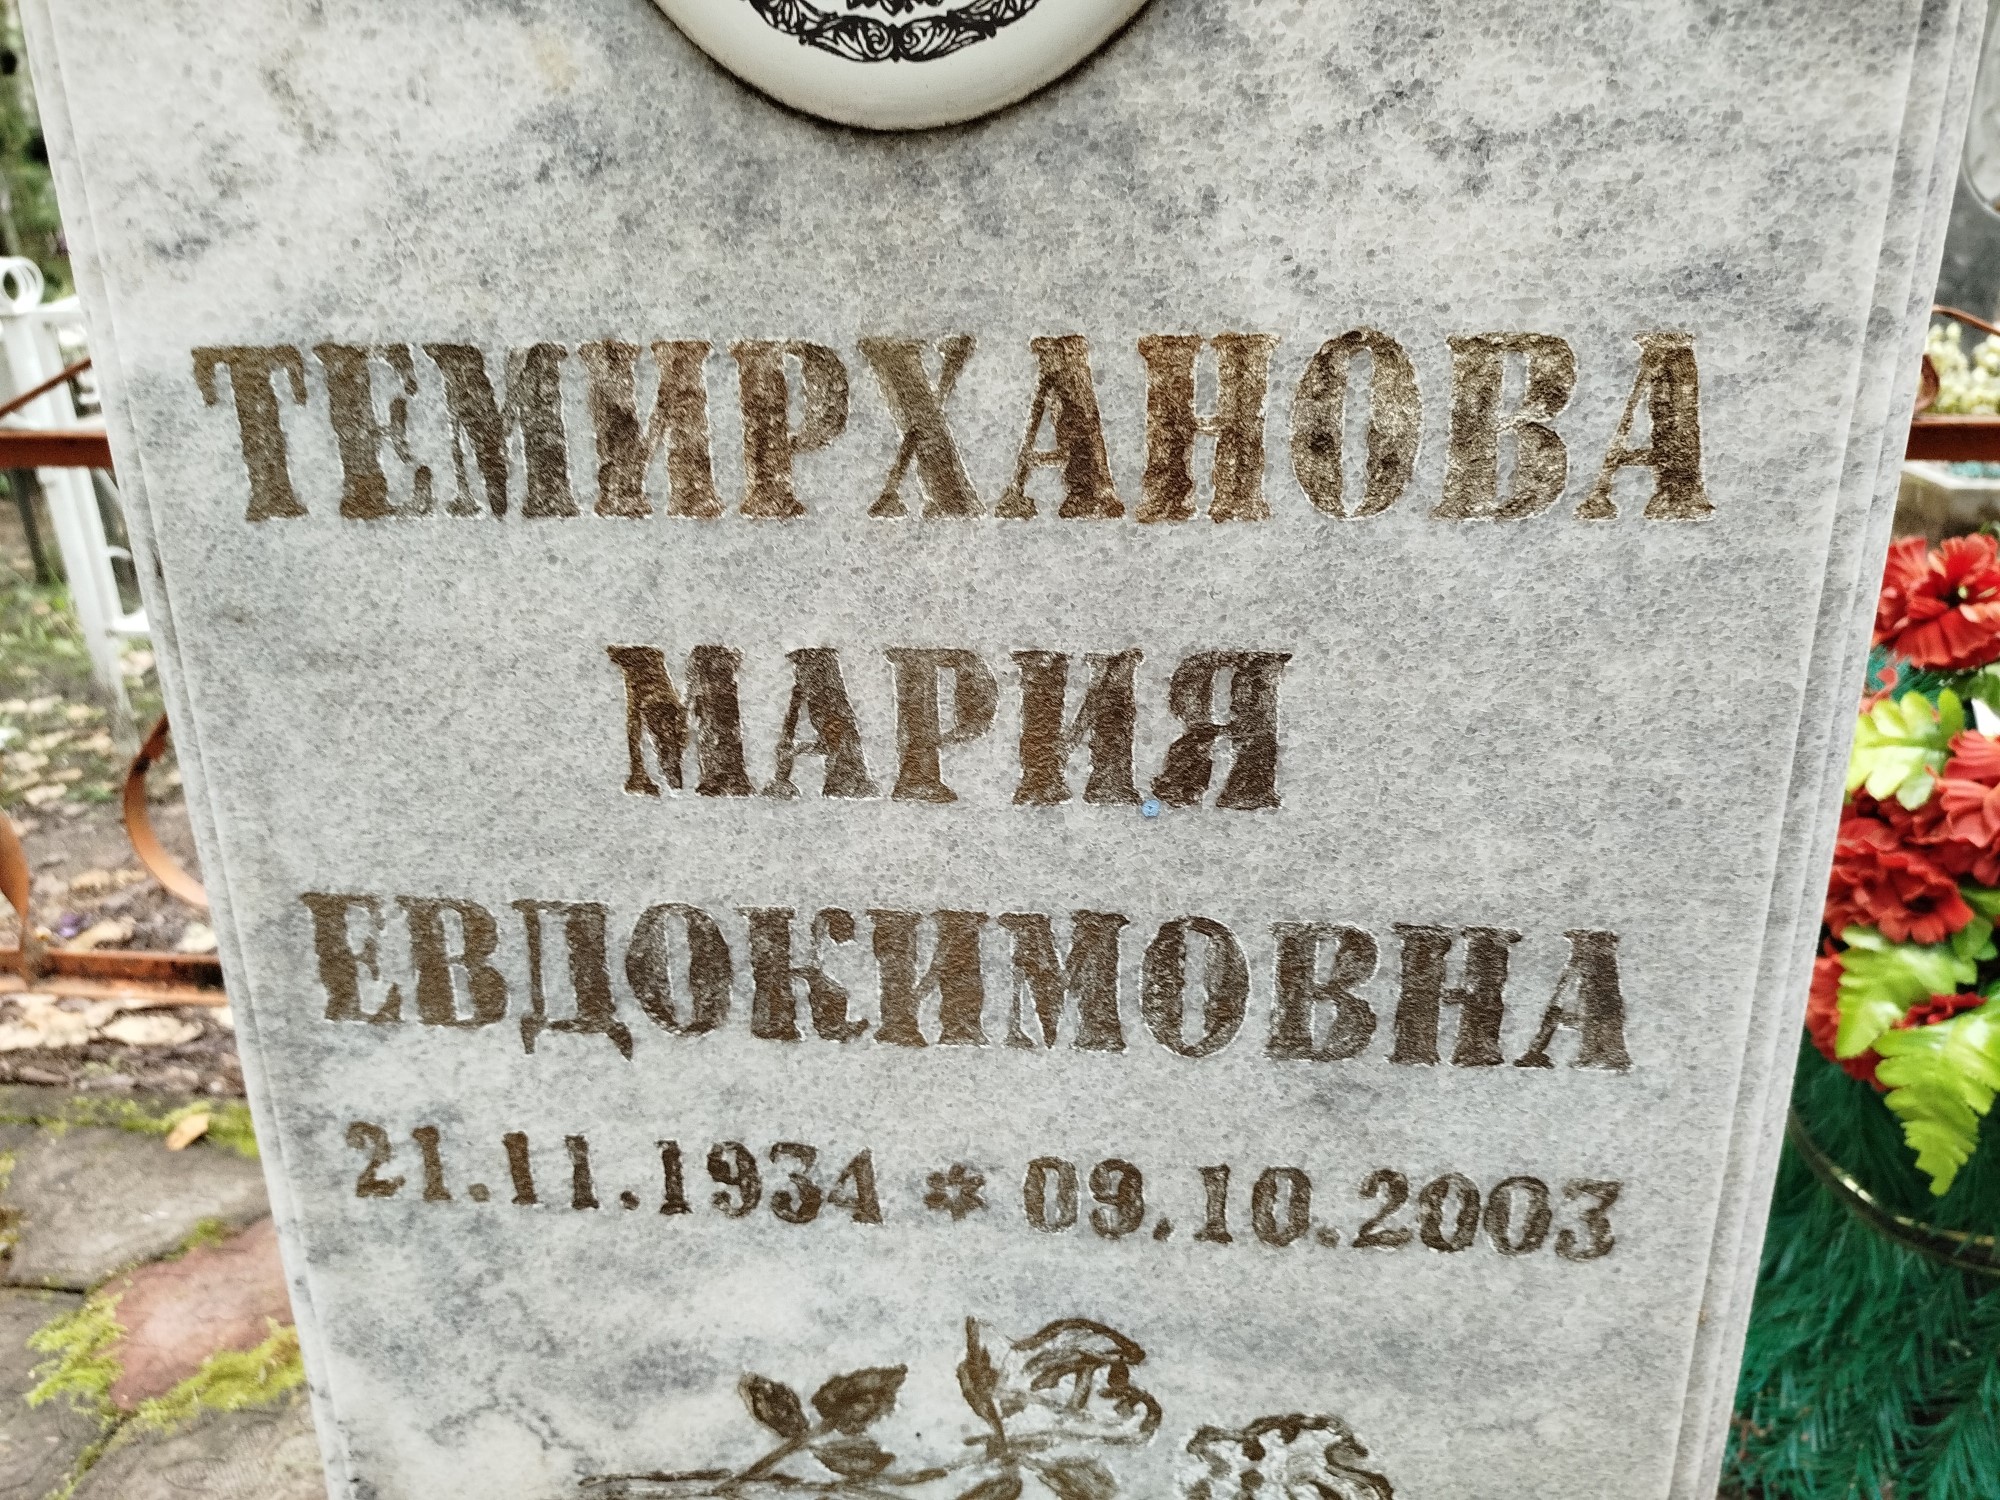 ТЕМИРХАНОВА
МАРИЯ
ЕВДОКИМОВНА
21.11.1934 * 09.10.2003